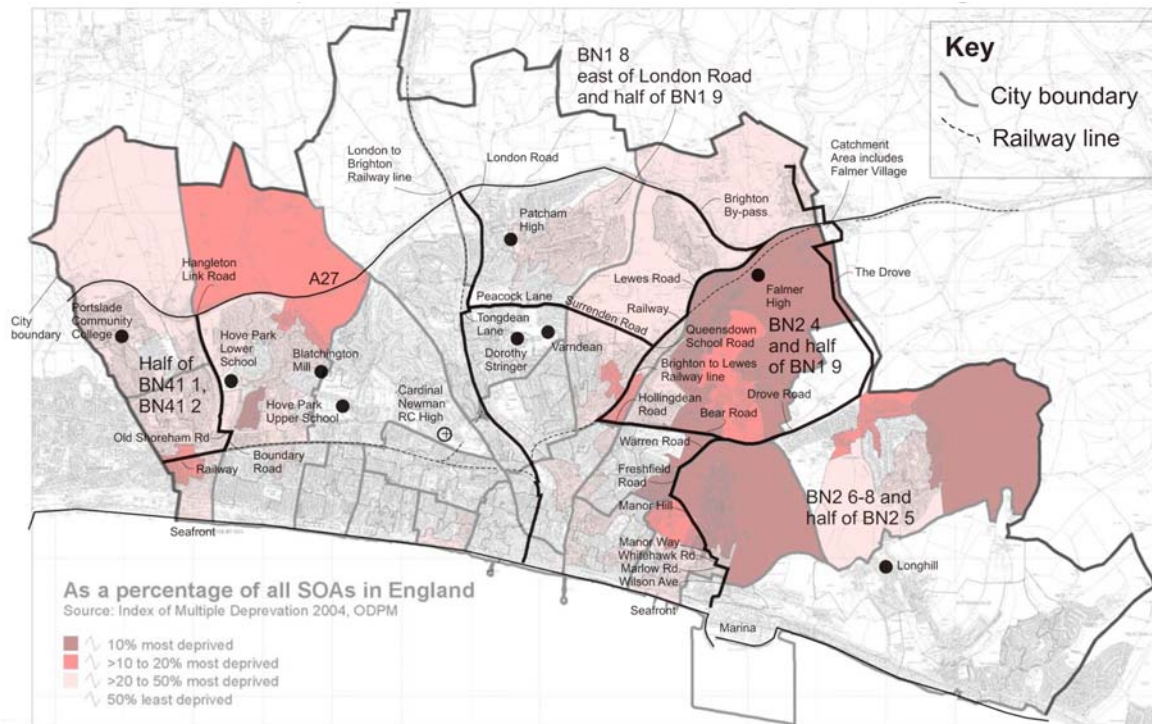 BN1 8
east of London Road
and half of BN1 9
Key
City boundary
Railway line
London to
Brighton
Railway line
London Road
Catchment
Area includes
Falmer Village
Patcham
High
Brighton
By-pass
Hangleton
Link Road
A27
Lewes Road
The Drove
Falmer
High
City
boundary
Portslade
Community
College
Peacock Lane
Surrenden Road
Railway
Tongdean
Lane
Dorothy
Stringer
Varndean
Queensdown
School Road
BN2 4
and half
of BN1 9
Half of
BN41 1,
BN41 2
Hove Park
Lower
School
Blatchington
Mill
Brighton to Lewes
Railway line
Hollingdean
Road
Drove Road
Bear Road
Cardinal
Newman
RC High
Hove Park
Upper School
Old Shoreham Rd
Railway
Boundary
Road
Warren Road
Freshfield
Road
BN2 6-8 and
half of BN2 5
Manor Hill
Seafront
Manor Way
Whitehawk Rd.
Marlow Rd.
Wilson Ave.
Seafront
Longhill
Marina
As a percentage of all SOAs in England
Source: Index of Multiple Deprevation 2004, ODPM
10% most deprived
>10 to 20% most deprived
>20 to 50% most deprived
50% least deprived